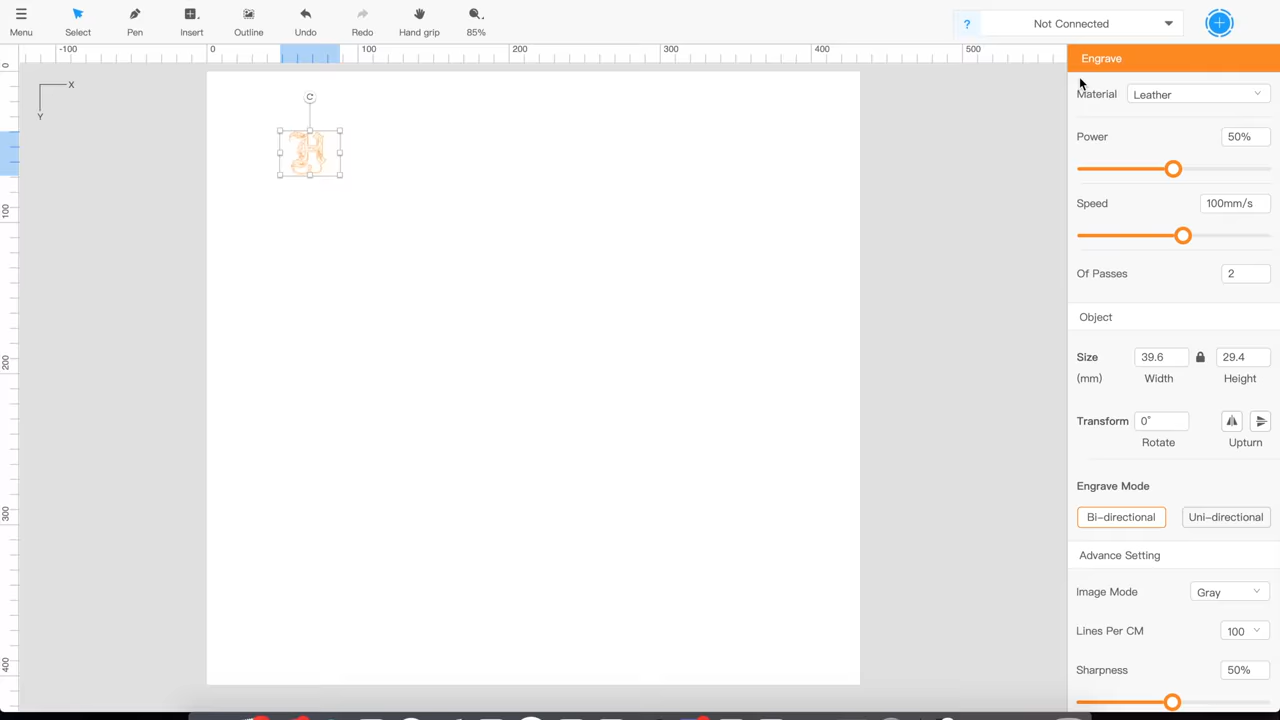 Menu Select Pen Insert Outline Undo Redo Hand grip 85%
? Not Connected
-100 0 100 200 300 400 500
0
100
200
300
400
X
Y
H
Engrave
Material Leather
Power 50%
Speed 100mm/s
Of Passes 2
Object
Size 39.6 29.4
(mm) Width Height
Transform 0°
Rotate Upturn
Engrave Mode
Bi-directional Uni-directional
Advance Setting
Image Mode Gray
Lines Per CM 100
Sharpness 50%